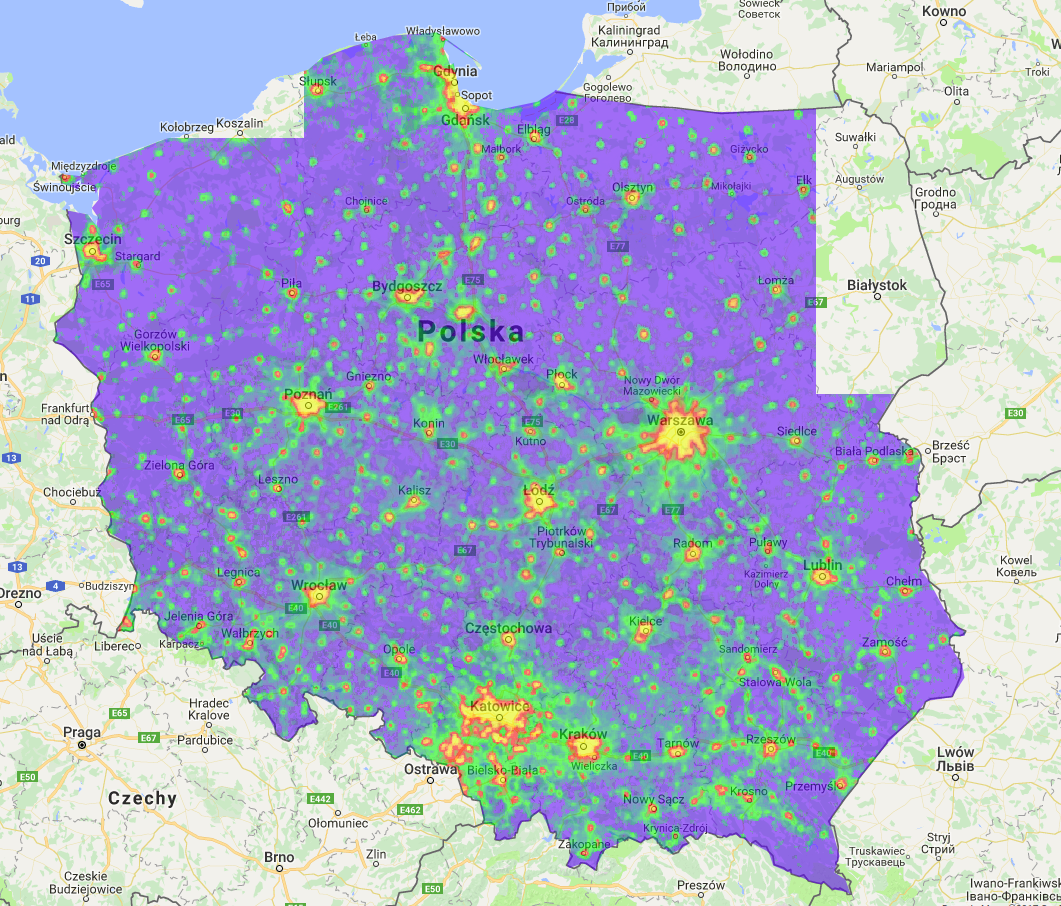 Прибой
Sowieck
Советск
Kowno
Władysławowo
Łeba
Kaliningrad
Калининград
Wołodino
Володино
Mariampol
Troki
Gdynia
Słupsk
Sopot
Gogolewo
Гоголево
Olita
Gdańsk
E28
Kołobrzeg
Koszalin
Elbląg
Suwałki
Malbork
Giżycko
Międzyzdroje
Świnoujście
Augustów
Ełk
Mikołajki
Grodno
Гродна
Olsztyn
Chojnice
Ostróda
Szczecin
E77
Stargard
20
E65
11
Piła
Bydgoszcz
E75
Łomża
Białystok
E67
Polska
Gorzów
Wielkopolski
Włocławek
Gniezno
Płock
Nowy Dwór
Mazowiecki
Poznań
Frankfurt
nad Odrą
E65
E30
E261
Konin
E75
Warszawa
E30
Kutno
E30
Siedlce
Brześć
Брэст
Biała Podlaska
13
Zielona Góra
Leszno
Chociebuż
Kalisz
Łódź
E261
E67
E77
Piotrków
Trybunalski
E67
Radom
Puławy
13
4
Budziszyn
Legnica
Wrocław
Lublin
Kowel
Ковель
Kazimierz
Dolny
Chełm
Drezno
E40
Jelenia Góra
E40
Częstochowa
Kielce
Uście
nad Łabą
Liberec
Karpacz
Wałbrzych
Opole
Sandomierz
Zamość
E40
Stalowa Wola
Hradec
Kralove
E65
Katowice
Praga
E67
Pardubice
Kraków
Tarnów
Rzeszów
E40
E40
Lwów
Львів
Ostrawa
Bielsko-Biała
Wieliczka
E50
Przemyśl
Czechy
E442
E462
Nowy Sącz
Krosno
Ołomuniec
Krynica-Zdrój
Zakopane
Stryj
Стрий
Truskawiec
Трускавець
Brno
Zlin
Czeskie
Budziejowice
E50
Preszów
Iwano-Frankiwsk